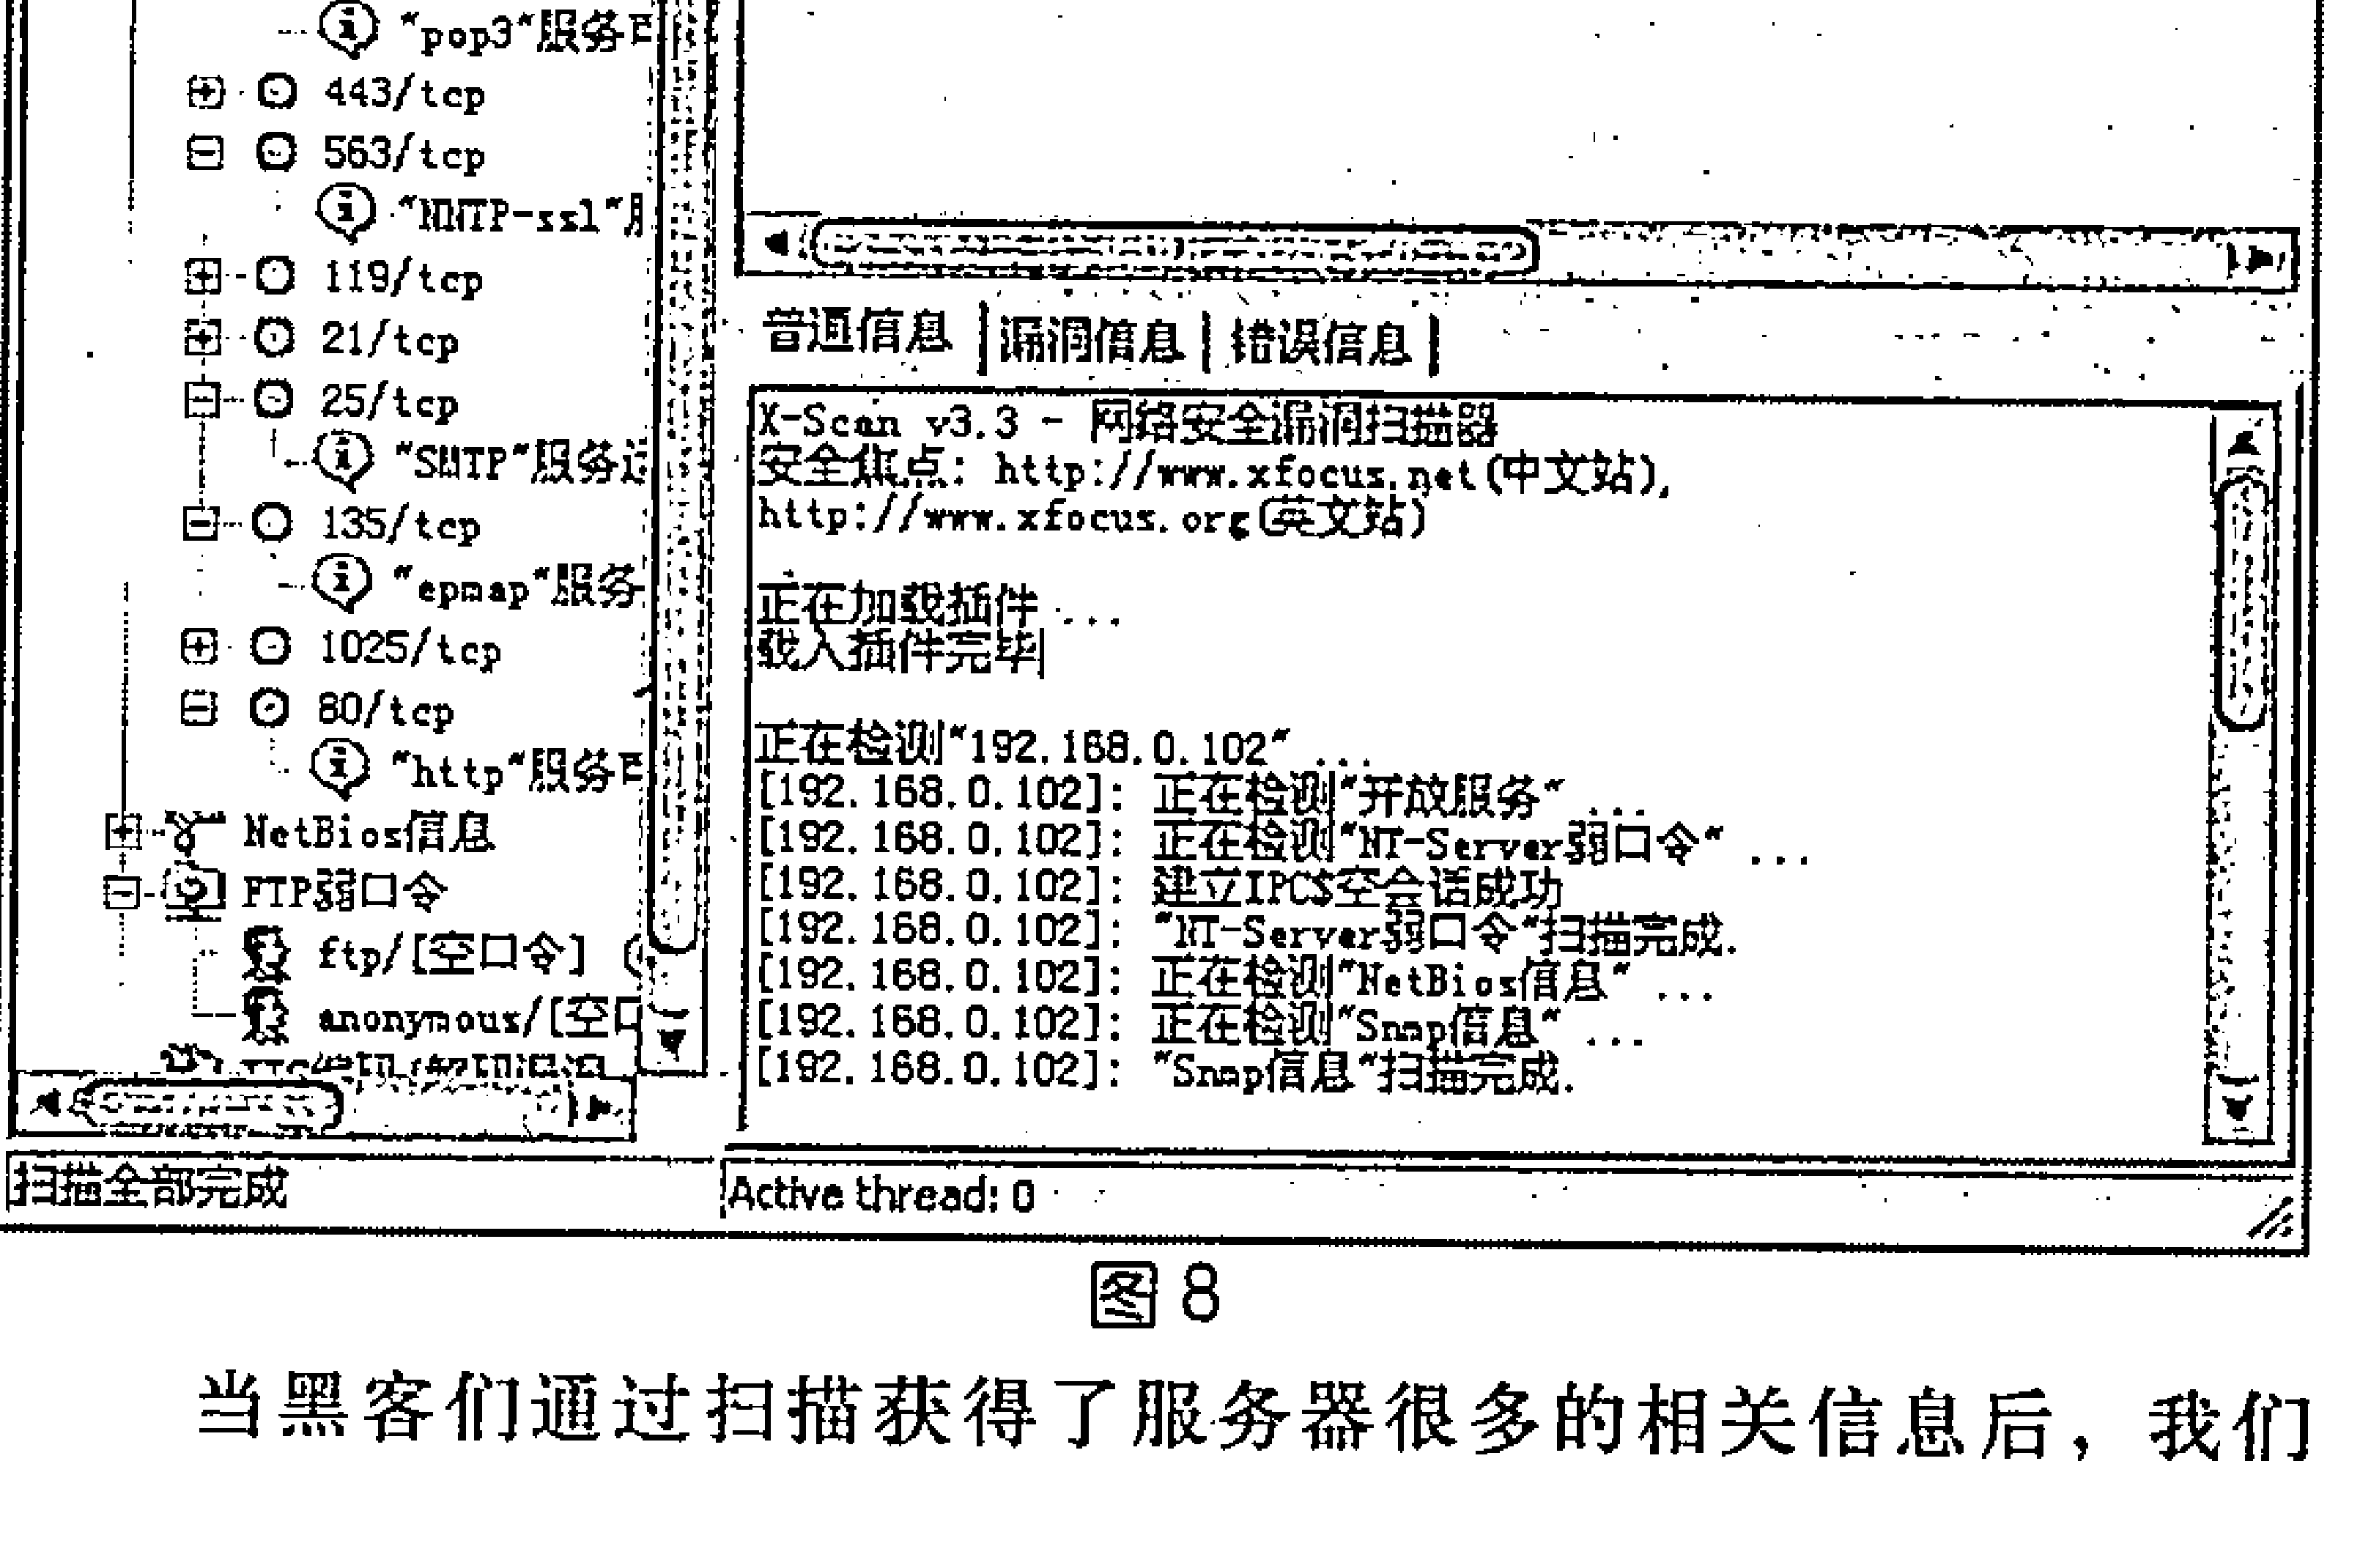 "pop3"服务
443/tcp
563/tcp
"NNTP-ssl"
119/tcp
21/tcp
25/tcp
"SMTP"服务
135/tcp
"epmap"服务
1025/tcp
80/tcp
"http"服务
NetBios信息
FTP弱口令
ftp/[空口令]
anonymous/[空口
扫描全部完成
普通信息 漏洞信息 错误信息
X-Scan v3.3 - 网络安全漏洞扫描器
安全焦点: http://www.xfocus.net(中文站),
http://www.xfocus.org(英文站)
正在加载插件 ...
载入插件完毕
正在检测"192.168.0.102" ...
[192.168.0.102]: 正在检测"开放服务" ...
[192.168.0.102]: 正在检测"NT-Server弱口令" ...
[192.168.0.102]: 建立IPC$空会话成功
[192.168.0.102]: "NT-Server弱口令"扫描完成.
[192.168.0.102]: 正在检测"NetBios信息" ...
[192.168.0.102]: 正在检测"Snmp信息" ...
[192.168.0.102]: "Snmp信息"扫描完成.
Active thread: 0
图 8
当黑客们通过扫描获得了服务器很多的相关信息后，我们